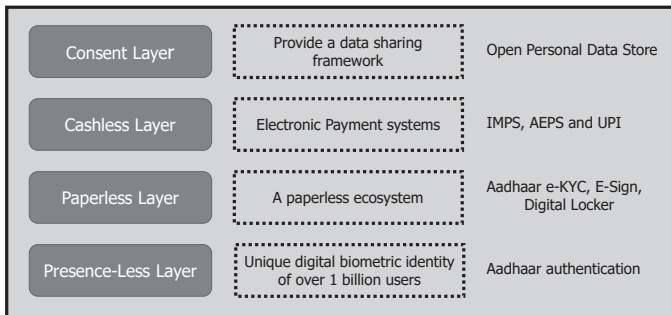 Consent Layer
Provide a data sharing
framework
Open Personal Data Store
Cashless Layer
Electronic Payment systems
IMPS, AEPS and UPI
Paperless Layer
A paperless ecosystem
Aadhaar e-KYC, E-Sign,
Digital Locker
Presence-Less Layer
Unique digital biometric identity
of over 1 billion users
Aadhaar authentication